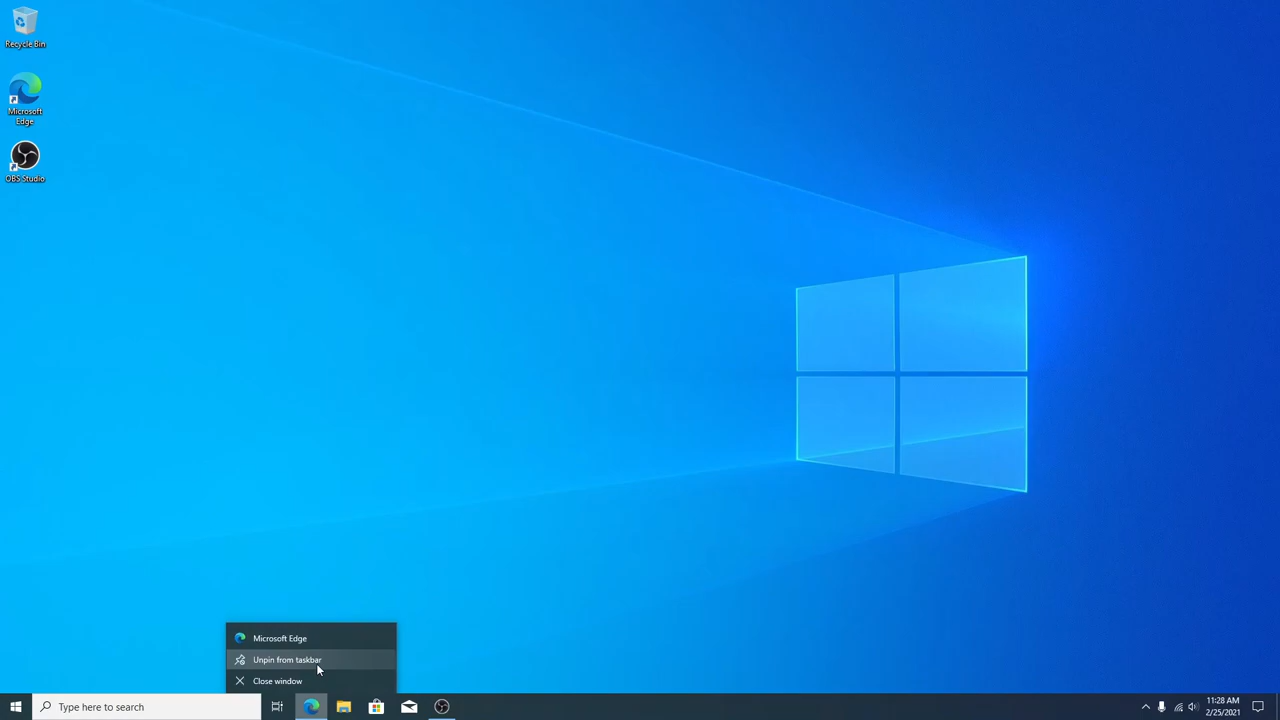 Recycle Bin
Microsoft
Edge
OBS Studio
Microsoft Edge
Unpin from taskbar
Close window
Type here to search
11:28 AM
2/25/2021